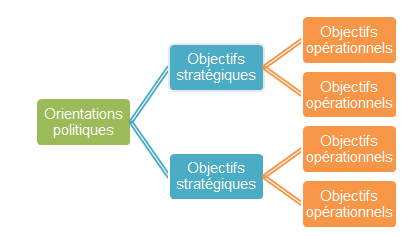 Orientations
politiques
Objectifs
stratégiques
Objectifs
opérationnels
Objectifs
opérationnels
Objectifs
stratégiques
Objectifs
opérationnels
Objectifs
opérationnels